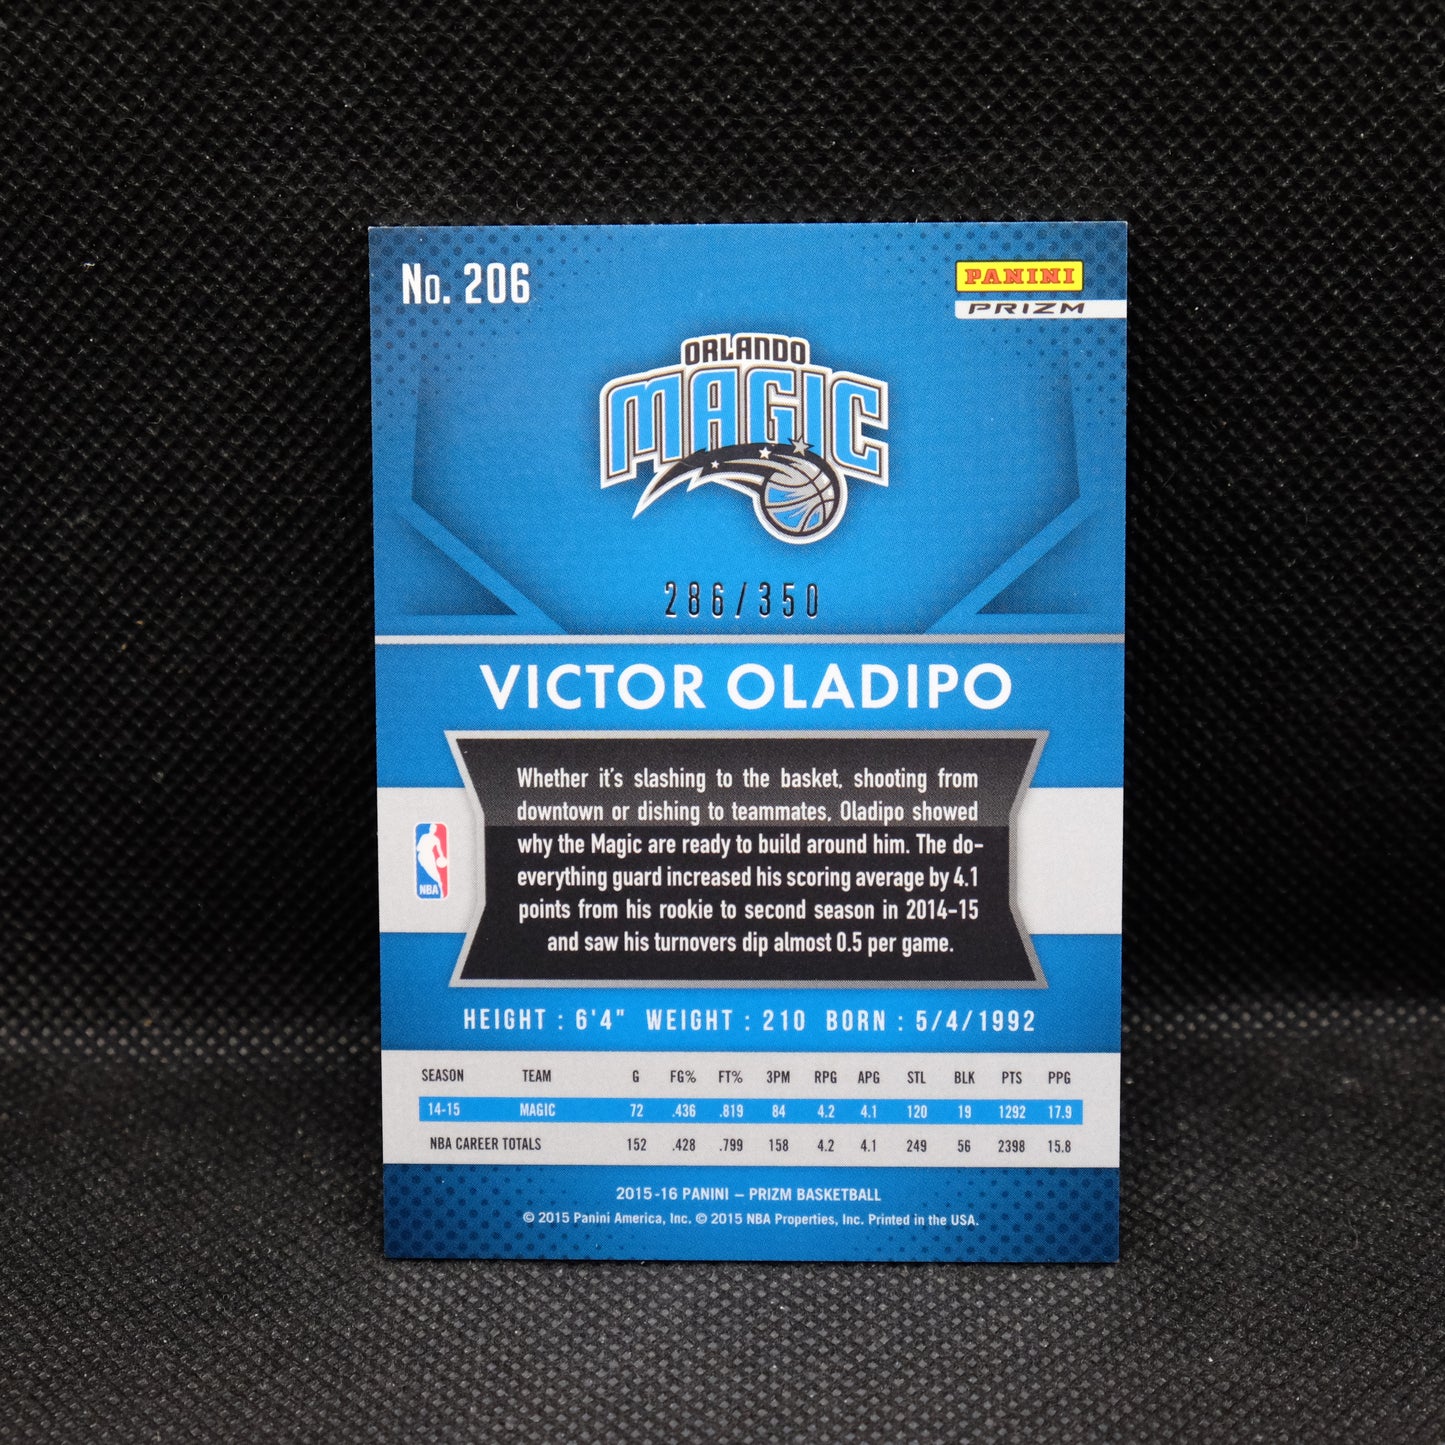 No. 206
PANINI
PRIZM
ORLANDO
MAGIC
286/350
VICTOR OLADIPO
Whether it's slashing to the basket, shooting from
downtown or dishing to teammates, Oladipo showed
why the Magic are ready to build around him. The do-
everything guard increased his scoring average by 4.1
points from his rookie to second season in 2014-15
and saw his turnovers dip almost 0.5 per game.
NBA
HEIGHT : 6'4" WEIGHT : 210 BORN : 5/4/1992
SEASON TEAM G FG% FT% 3PM RPG APG STL BLK PTS PPG
14-15 MAGIC 72 .436 .819 84 4.2 4.1 120 19 1292 17.9
NBA CAREER TOTALS 152 .428 .799 158 4.2 4.1 249 56 2398 15.8
2015-16 PANINI – PRIZM BASKETBALL
© 2015 Panini America, Inc. © 2015 NBA Properties, Inc. Printed in the USA.